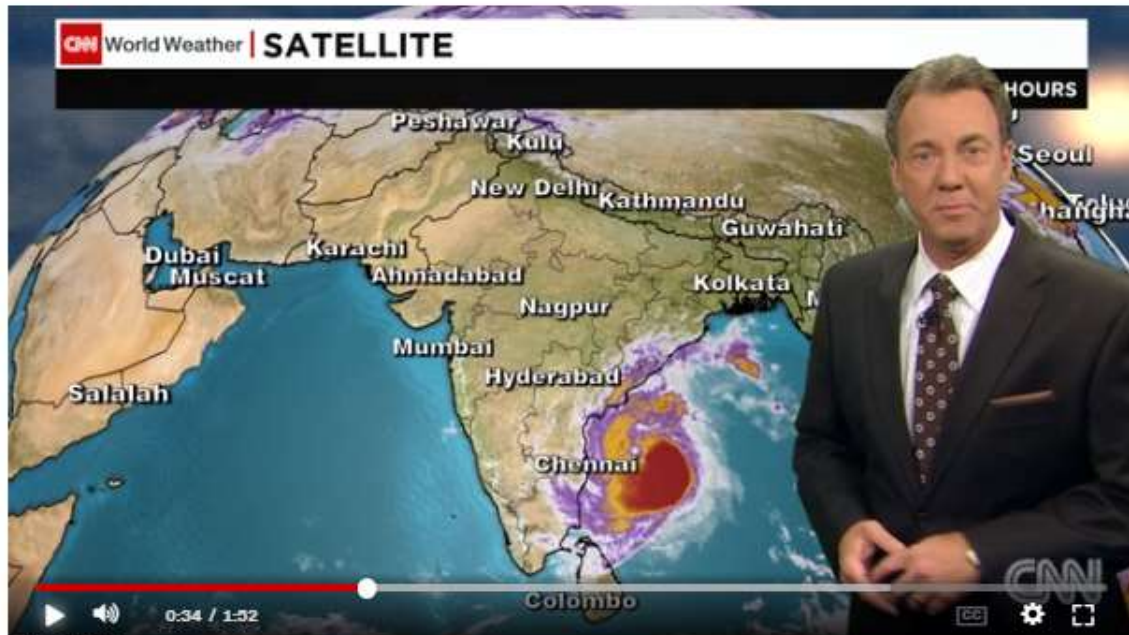 CNN World Weather | SATELLITE
HOURS
Peshawar
Kulu
Seoul
New Delhi
Kathmandu
Guwahati
Dubai
Muscat
Karachi
Ahmadabad
Kolkata
Nagpur
Mumbai
Hyderabad
Salalah
Chennai
CNN
Colombo
0:34 / 1:52
CC